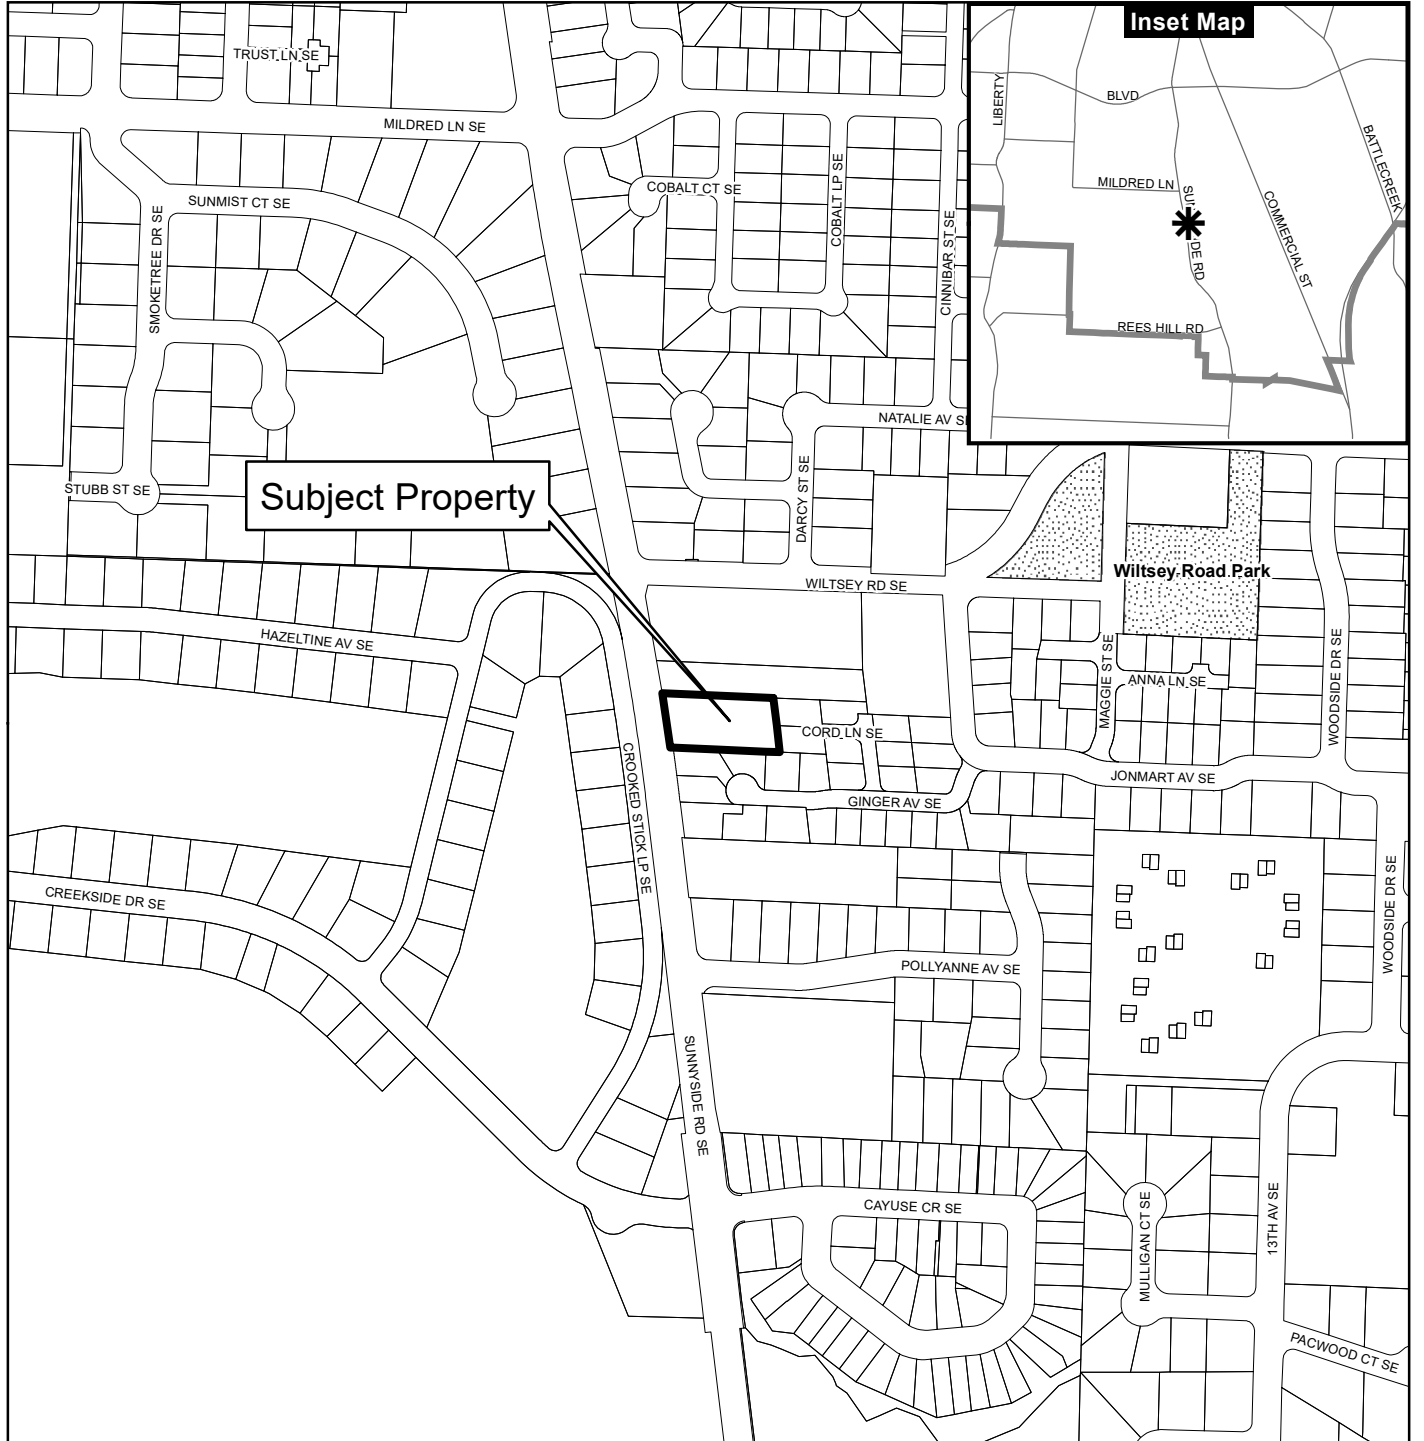 Inset Map
TRUST LN SE
LIBERTY
BLVD
BATTLECREEK
MILDRED LN SE
MILDRED LN
COMMERCIAL ST
REES HILL RD
SUNMIST CT SE
SMOKETREE DR SE
COBALT CT SE
COBALT LP SE
CINNIBAR ST SE
NATALIE AV S
STUBB ST SE
Subject Property
DARCY ST SE
WILTSEY RD SE
Wiltsey Road Park
HAZELTINE AV SE
MAGGIE ST SE
ANNA LN SE
WOODSIDE DR SE
CORD LN SE
CROOKED STICK LP SE
GINGER AV SE
JONMART AV SE
CREEKSIDE DR SE
WOODSIDE DR SE
POLLYANNE AV SE
SUNNYSIDE RD SE
CAYUSE CR SE
MULLIGAN CT SE
13TH AV SE
PACWOOD CT SE